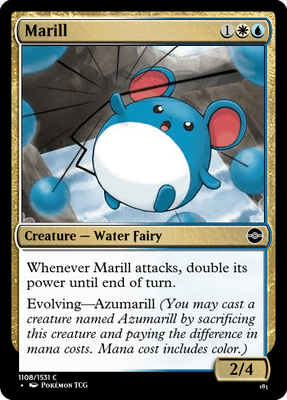 Marill 1
Creature — Water Fairy
Whenever Marill attacks, double its
power until end of turn.
Evolving—Azumarill (You may cast a
creature named Azumarill by sacrificing
this creature and paying the difference in
mana costs. Mana cost includes color.)
2/4
1108/1531 C
• Pokémon TCG
183